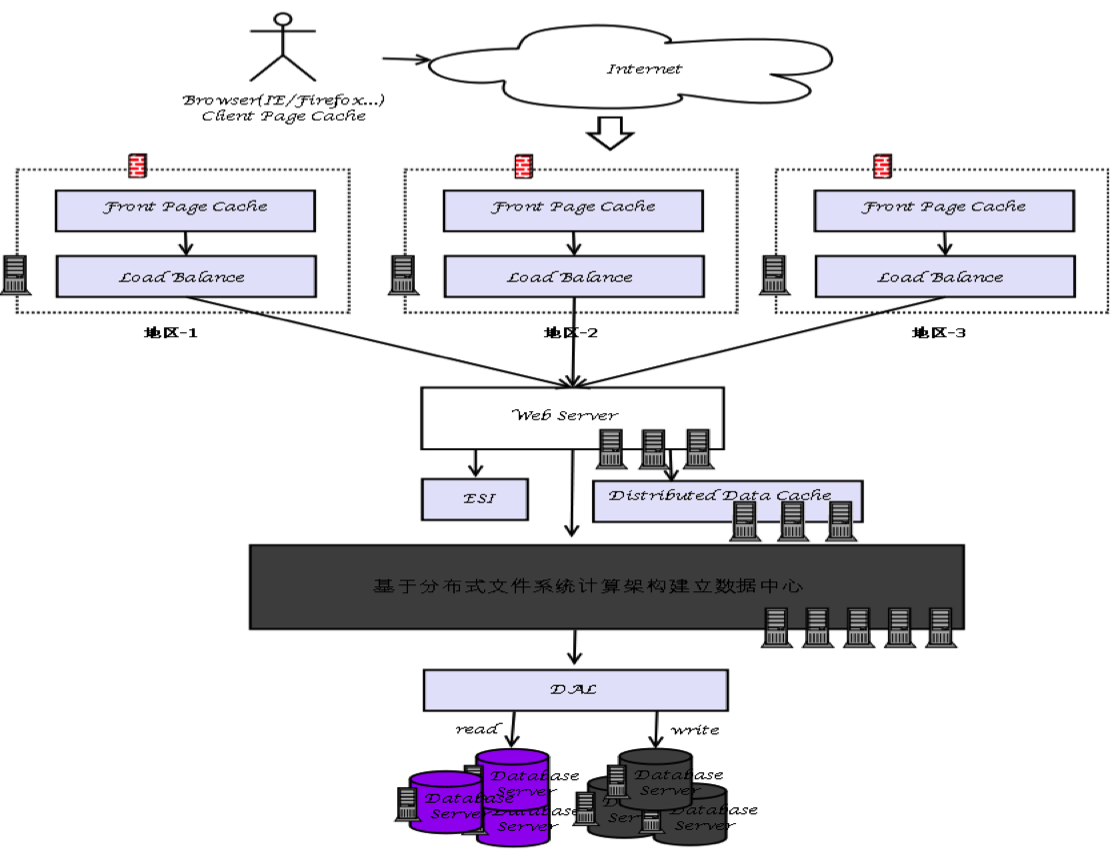 Internet
Browser(IE/Firefox...)
Client Page Cache
Front Page Cache
Load Balance
地区-1
Front Page Cache
Load Balance
地区-2
Front Page Cache
Load Balance
地区-3
Web Server
ESI
Distributed Data Cache
基于分布式文件系统计算架构建立数据中心
DAL
read
write
Database
Server
Database
Server
Database
Server
Database
Server
Database
Server